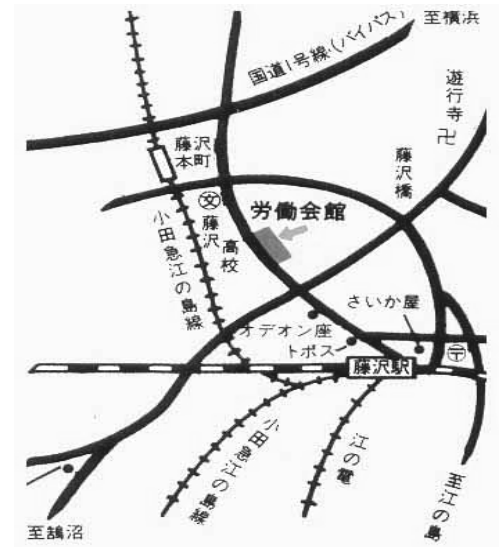 至横浜
国道1号線(バイパス)
遊行寺
卍
藤沢本町
藤沢橋
文
藤沢高校
労働会館
小田急江の島線
さいか屋
オデオン座
トポス
〒
藤沢駅
小田急江の島線
江の電
至江の島
至鵠沼